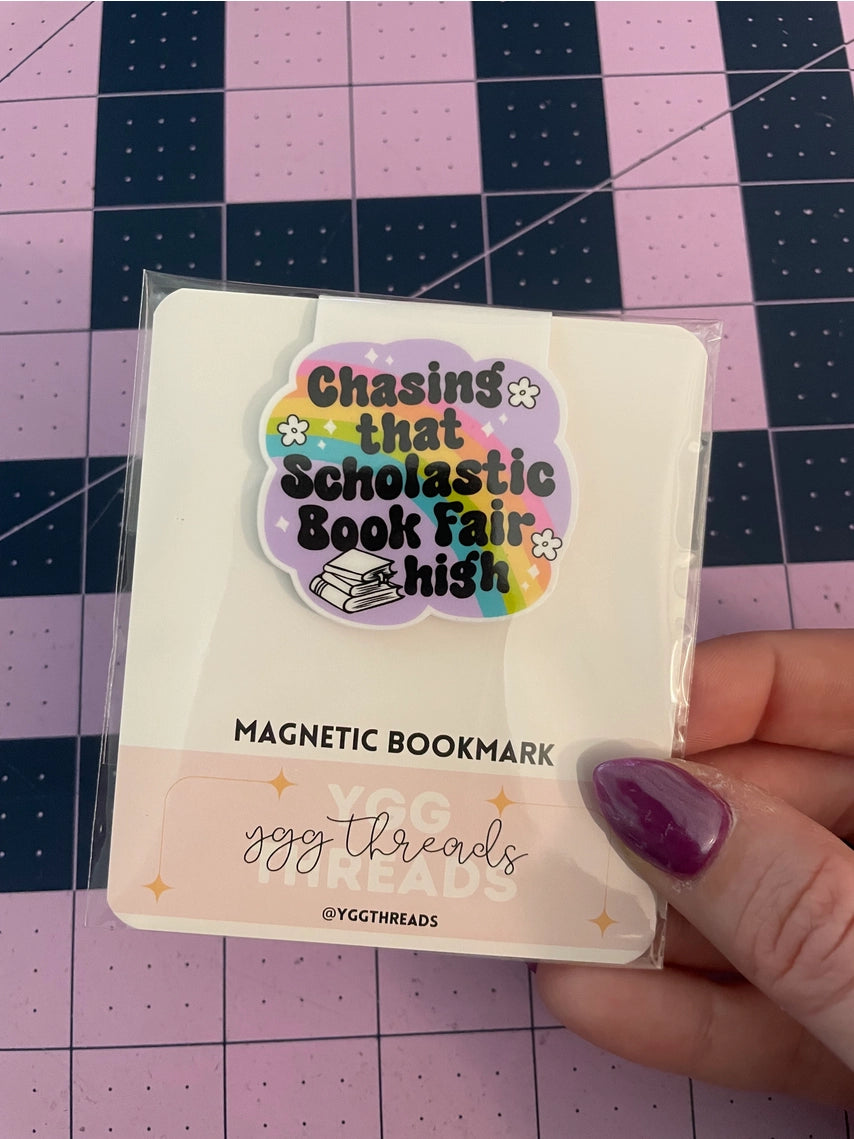 Chasing
that
Scholastic
Book Fair
high
MAGNETIC BOOKMARK
YGG
ygg threads
THREADS
@YGGTHREADS